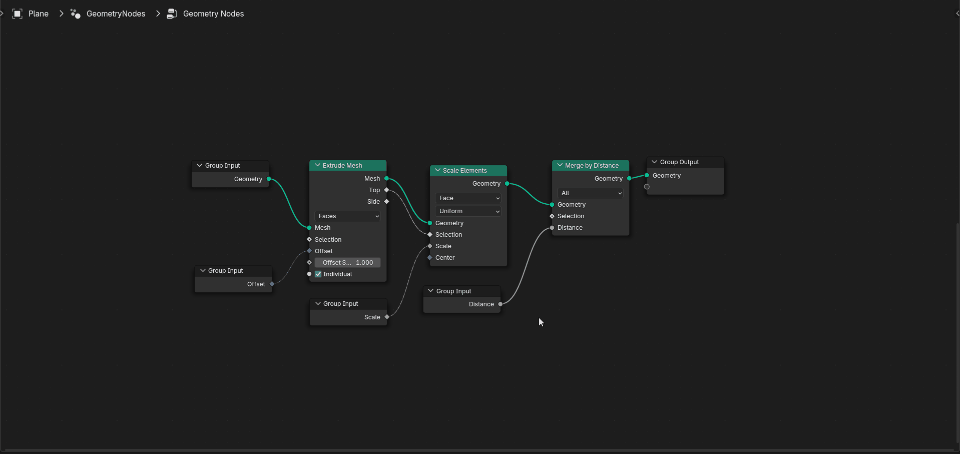 Plane > GeometryNodes > Geometry Nodes
Group Input
Geometry
Group Input
Offset
Extrude Mesh
Mesh
Top
Side
Faces
Mesh
Selection
Offset
Offset S... 1.000
Individual
Group Input
Scale
Scale Elements
Geometry
Face
Uniform
Geometry
Selection
Scale
Center
Group Input
Distance
Merge by Distance
Geometry
All
Geometry
Selection
Distance
Group Output
Geometry